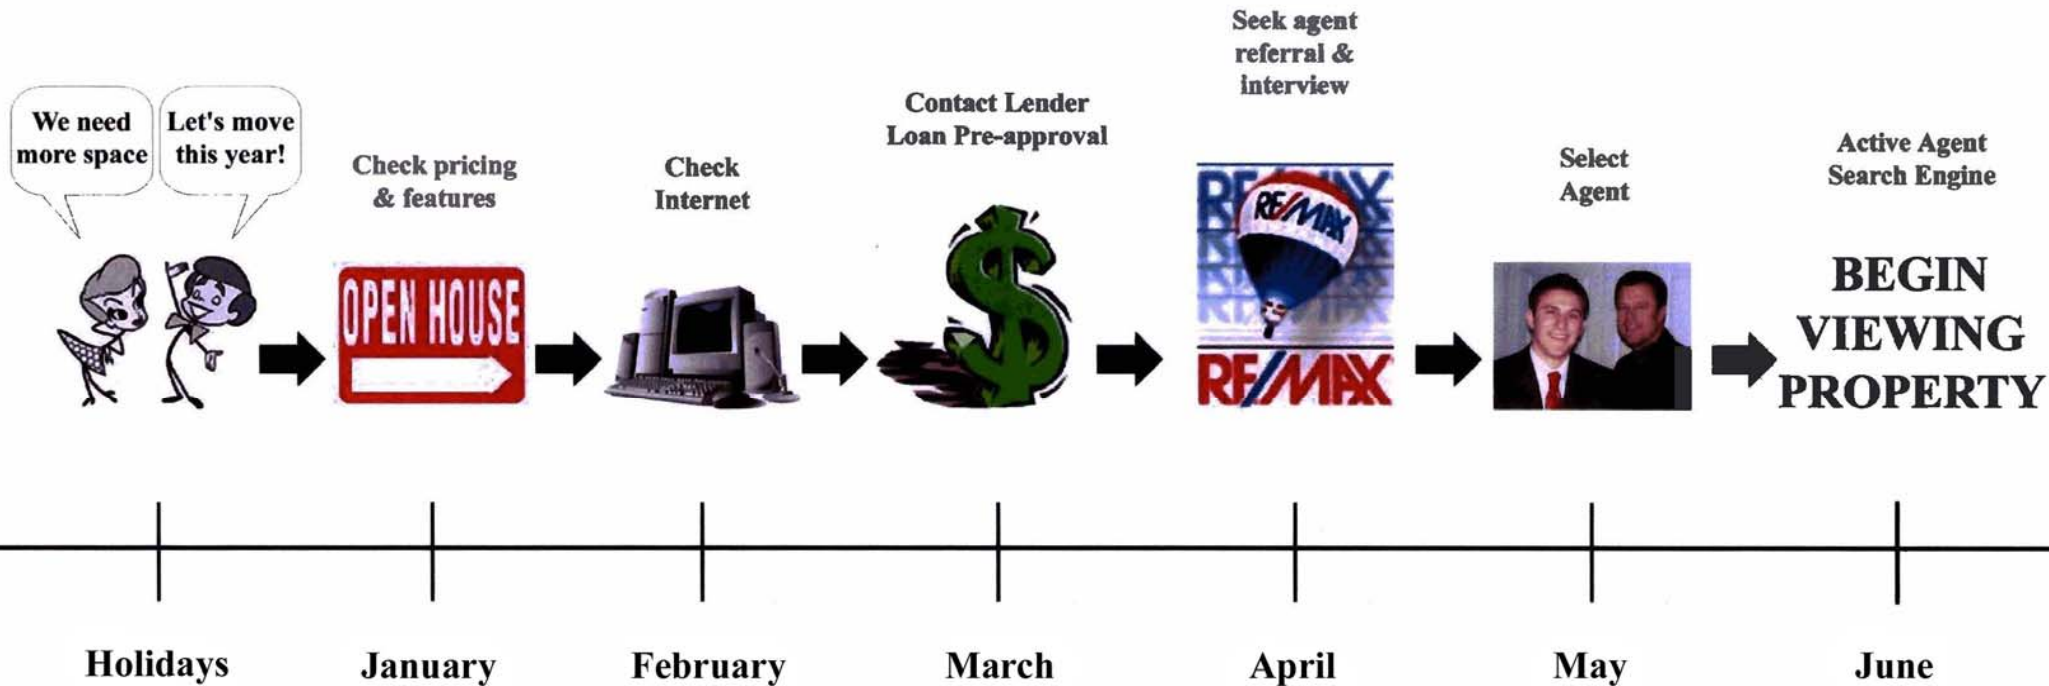 We need
more space
Let's move
this year!
Check pricing
& features
OPEN HOUSE
Check
Internet
Contact Lender
Loan Pre-approval
Seek agent
referral &
interview
RE/MAX
RE/MAX
RE/MAX
Select
Agent
Active Agent
Search Engine
BEGIN
VIEWING
PROPERTY
Holidays
January
February
March
April
May
June